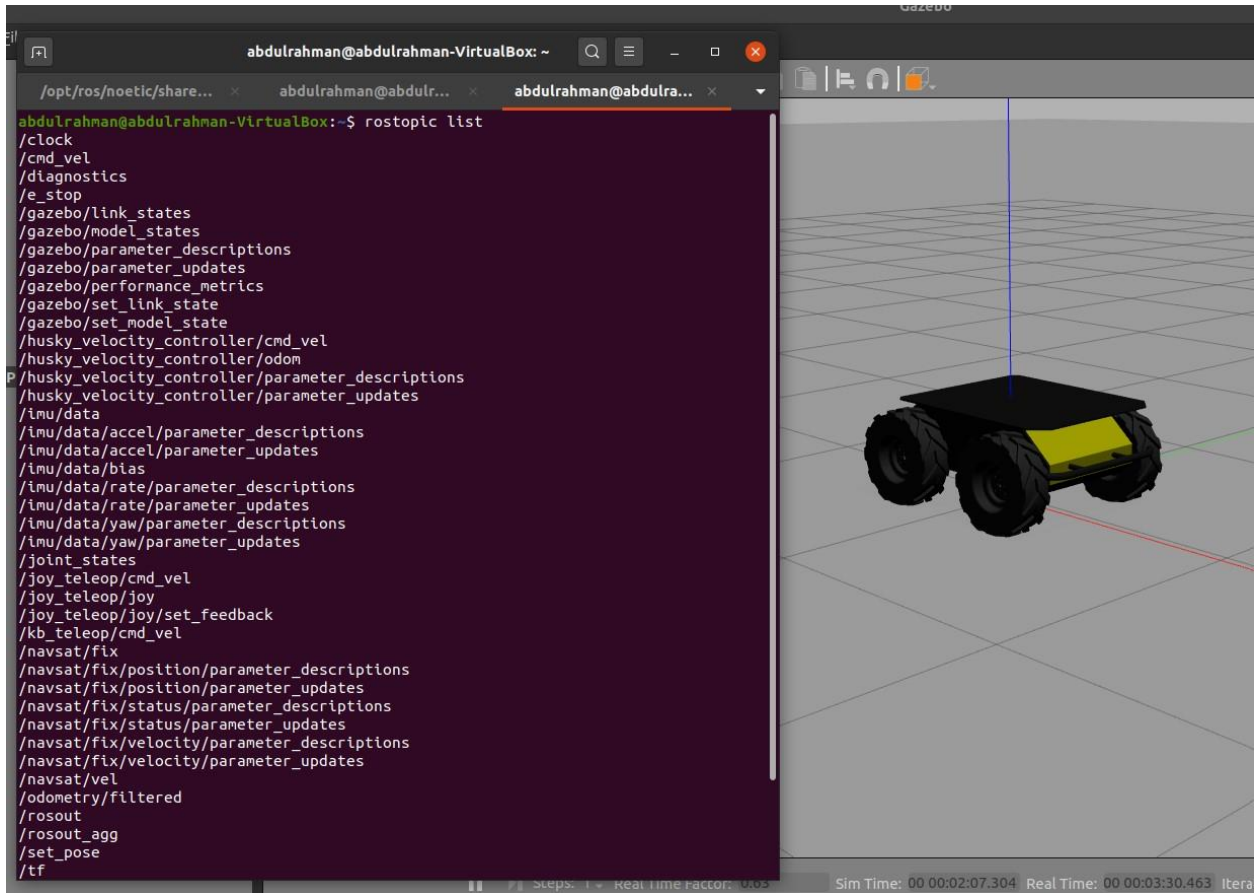 Gazebo
abdulrahman@abdulrahman-VirtualBox: ~
/opt/ros/noetic/share... × abdulrahman@abdulr... × abdulrahman@abdulra... ×
abdulrahman@abdulrahman-VirtualBox:~$ rostopic list
/clock
/cmd_vel
/diagnostics
/e_stop
/gazebo/link_states
/gazebo/model_states
/gazebo/parameter_descriptions
/gazebo/parameter_updates
/gazebo/performance_metrics
/gazebo/set_link_state
/gazebo/set_model_state
/husky_velocity_controller/cmd_vel
/husky_velocity_controller/odom
/husky_velocity_controller/parameter_descriptions
/husky_velocity_controller/parameter_updates
/imu/data
/imu/data/accel/parameter_descriptions
/imu/data/accel/parameter_updates
/imu/data/bias
/imu/data/rate/parameter_descriptions
/imu/data/rate/parameter_updates
/imu/data/yaw/parameter_descriptions
/imu/data/yaw/parameter_updates
/joint_states
/joy_teleop/cmd_vel
/joy_teleop/joy
/joy_teleop/joy/set_feedback
/kb_teleop/cmd_vel
/navsat/fix
/navsat/fix/position/parameter_descriptions
/navsat/fix/position/parameter_updates
/navsat/fix/status/parameter_descriptions
/navsat/fix/status/parameter_updates
/navsat/fix/velocity/parameter_descriptions
/navsat/fix/velocity/parameter_updates
/navsat/vel
/odometry/filtered
/rosout
/rosout_agg
/set_pose
/tf
Steps: 1 Real Time Factor: 0.63 Sim Time: 00 00:02:07.304 Real Time: 00 00:03:30.463 Itera